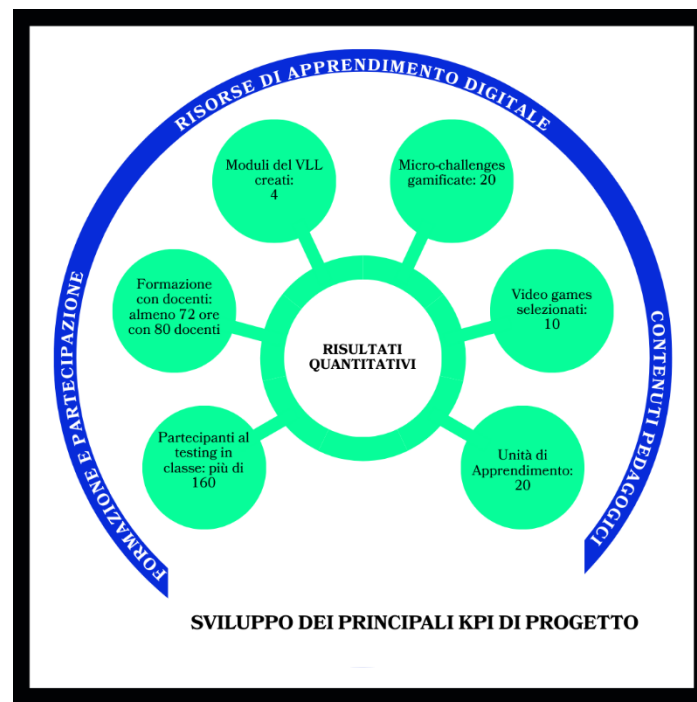 RISORSE DI APPRENDIMENTO DIGITALE
FORMAZIONE E PARTECIPAZIONE
CONTENUTI PEDAGOGICI
Moduli del VLL
creati:
4
Micro-challenges
gamificate: 20
Formazione
con docenti:
almeno 72 ore
con 80 docenti
Video games
selezionati:
10
RISULTATI
QUANTITATIVI
Partecipanti al
testing in
classe: più di
160
Unità di
Apprendimento:
20
SVILUPPO DEI PRINCIPALI KPI DI PROGETTO